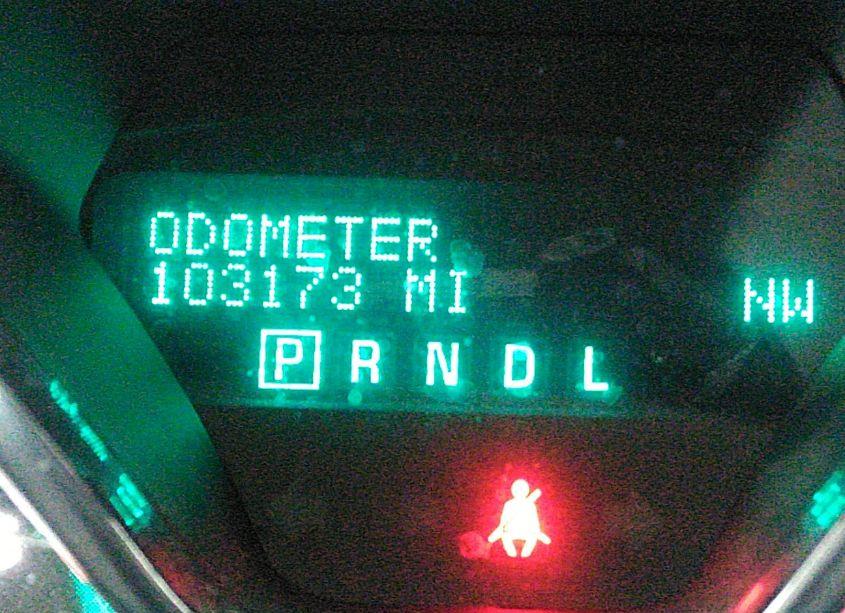 ODOMETER
103173 MI
NW
P R N D L